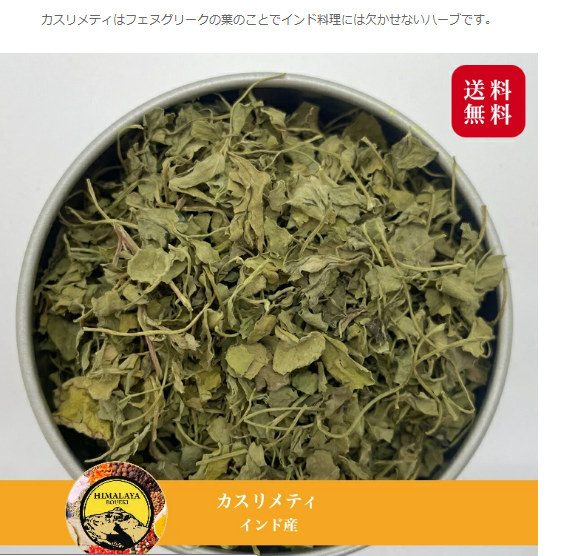 カスリメティはフェヌグリークの葉のことでインド料理には欠かせないハーブです。
送料
無料
HIMALAYA
BOUEKI
カスリメティ
インド産